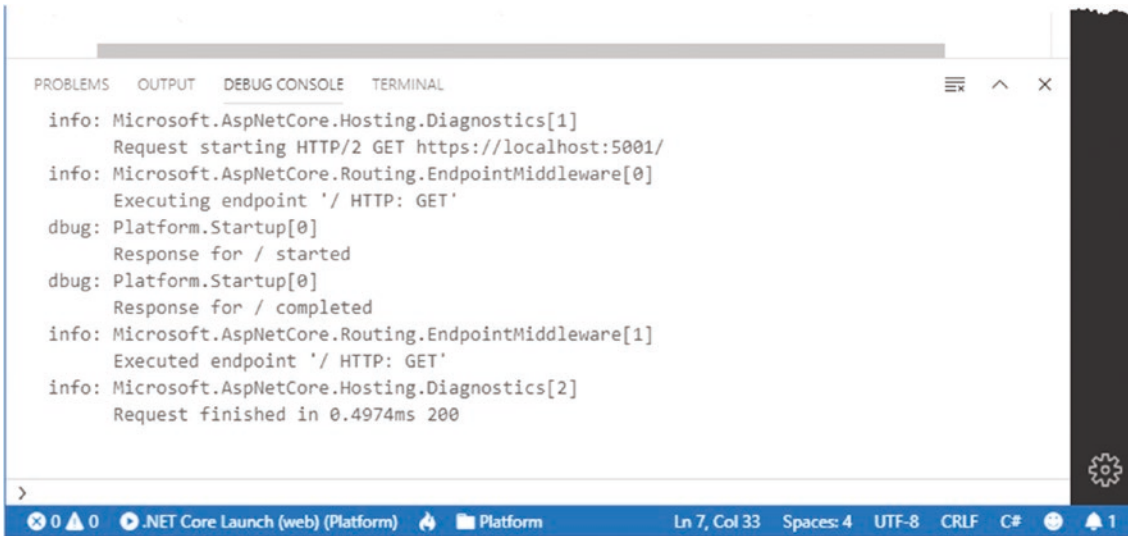 PROBLEMS OUTPUT DEBUG CONSOLE TERMINAL
info: Microsoft.AspNetCore.Hosting.Diagnostics[1]
Request starting HTTP/2 GET https://localhost:5001/
info: Microsoft.AspNetCore.Routing.EndpointMiddleware[0]
Executing endpoint '/ HTTP: GET'
dbug: Platform.Startup[0]
Response for / started
dbug: Platform.Startup[0]
Response for / completed
info: Microsoft.AspNetCore.Routing.EndpointMiddleware[1]
Executed endpoint '/ HTTP: GET'
info: Microsoft.AspNetCore.Hosting.Diagnostics[2]
Request finished in 0.4974ms 200
>
0 0 .NET Core Launch (web) (Platform) Platform Ln 7, Col 33 Spaces: 4 UTF-8 CRLF C# 1